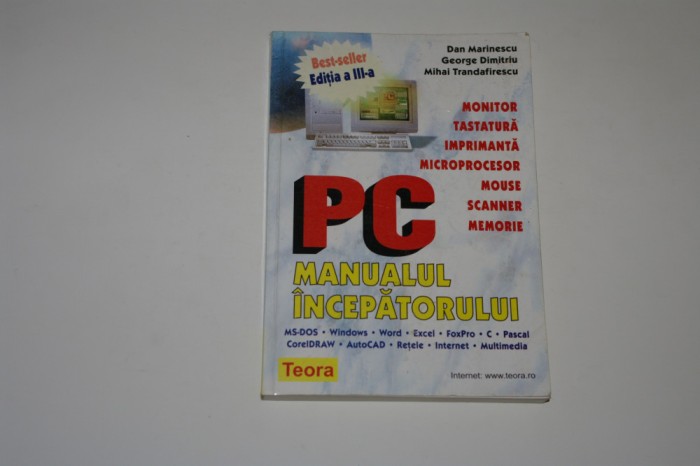 Dan Marinescu
George Dimitriu
Mihai Trandafirescu
Best-seller
Ediția a III-a
MONITOR
TASTATURĂ
IMPRIMANTĂ
MICROPROCESOR
MOUSE
SCANNER
MEMORIE
PC
MANUALUL
ÎNCEPĂTORULUI
MS-DOS • Windows • Word • Excel • FoxPro • C • Pascal
CorelDRAW • AutoCAD • Rețele • Internet • Multimedia
Teora
Internet: www.teora.ro